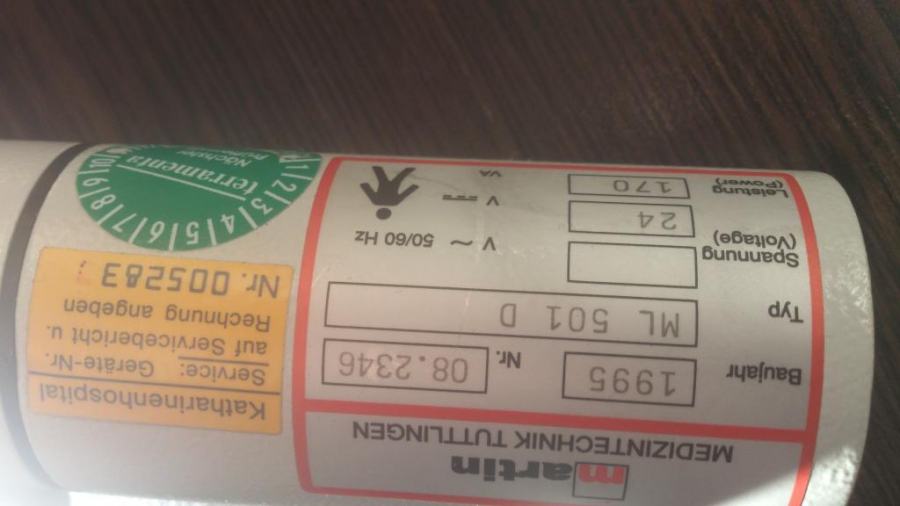 martin
MEDIZINTECHNIK TUTTLINGEN
Baujahr 1995 Nr. 08.2346
Typ ML 501 D
Spannung (Voltage) V ~ 50/60 Hz
24 V
Leistung (Power) 170 VA
Katharinenhospital
Service: Geräte-Nr.
auf Servicebericht u.
Rechnung angeben
Nr. 005283
terramenta
Nächste
1 2 3 4 5 6 7 8 9 10